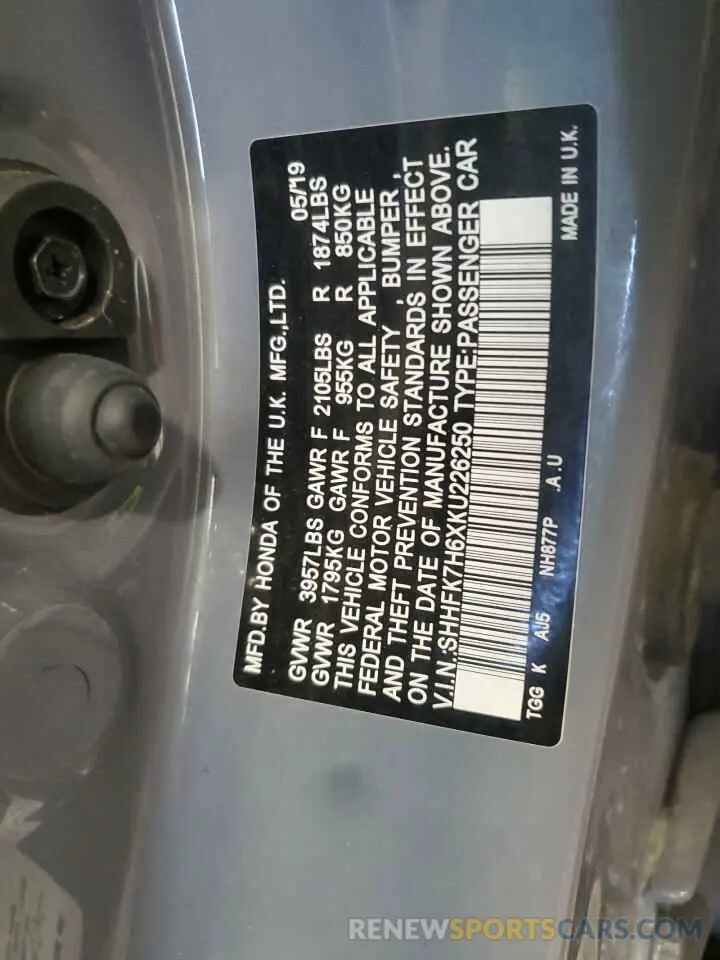 MFD.BY HONDA OF THE U.K. MFG.,LTD.
05/19
GVWR 3957LBS GAWR F 2105LBS R 1874LBS
GVWR 1795KG GAWR F 955KG R 850KG
THIS VEHICLE CONFORMS TO ALL APPLICABLE
FEDERAL MOTOR VEHICLE SAFETY , BUMPER ,
AND THEFT PREVENTION STANDARDS IN EFFECT
ON THE DATE OF MANUFACTURE SHOWN ABOVE.
V.I.N.:SHHFK7H6XKU226250 TYPE:PASSENGER CAR
TGG K AU5 NH877P .A .U MADE IN U.K.
RENEWSPORTSCARS.COM